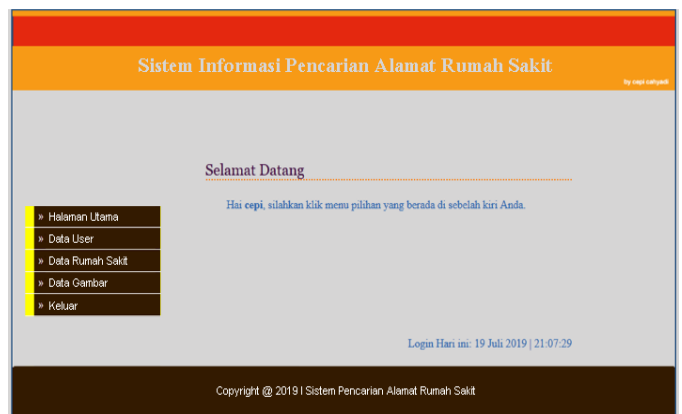 Sistem Informasi Pencarian Alamat Rumah Sakit
by cepi cahyadi
Selamat Datang
Hai cepi, silahkan klik menu pilihan yang berada di sebelah kiri Anda.
» Halaman Utama
» Data User
» Data Rumah Sakit
» Data Gambar
» Keluar
Login Hari ini: 19 Juli 2019 | 21:07:29
Copyright @ 2019 I Sistem Pencarian Alamat Rumah Sakit